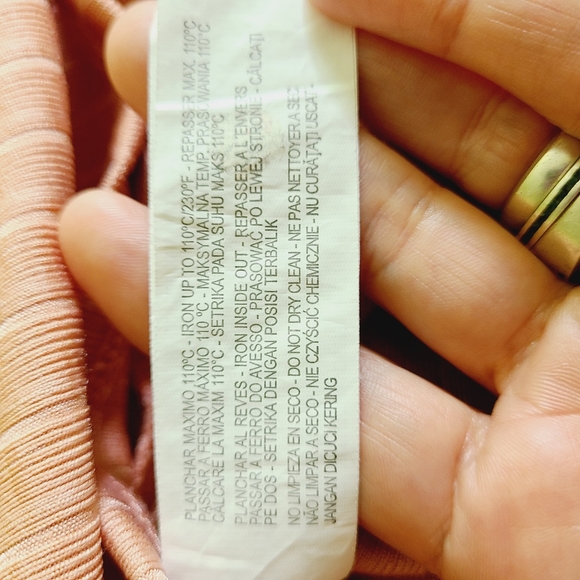 PLANCHAR MAXIMO 110°C - IRON UP TO 110°C/230°F - REPASSER MAX. 110°C
PASSAR A FERRO MÁXIMO 110 °C - MAKSYMALNA TEMP. PRASOWANIA 110°C
CĂLCARE LA MAXIM 110°C - SETRIKA PADA SUHU MAKS 110°C
PLANCHAR AL REVES - IRON INSIDE OUT - REPASSER A L'ENVERS
PASSAR A FERRO DO AVESSO - PRASOWAĆ PO LEWEJ STRONIE - CĂLCAȚI
PE DOS - SETRIKA DENGAN POSISI TERBALIK
NO LIMPIEZA EN SECO - DO NOT DRY CLEAN - NE PAS NETTOYER A SEC
NÃO LIMPAR A SECO - NIE CZYŚCIĆ CHEMICZNIE - NU CURĂȚAȚI USCAT -
JANGAN DICUCI KERING